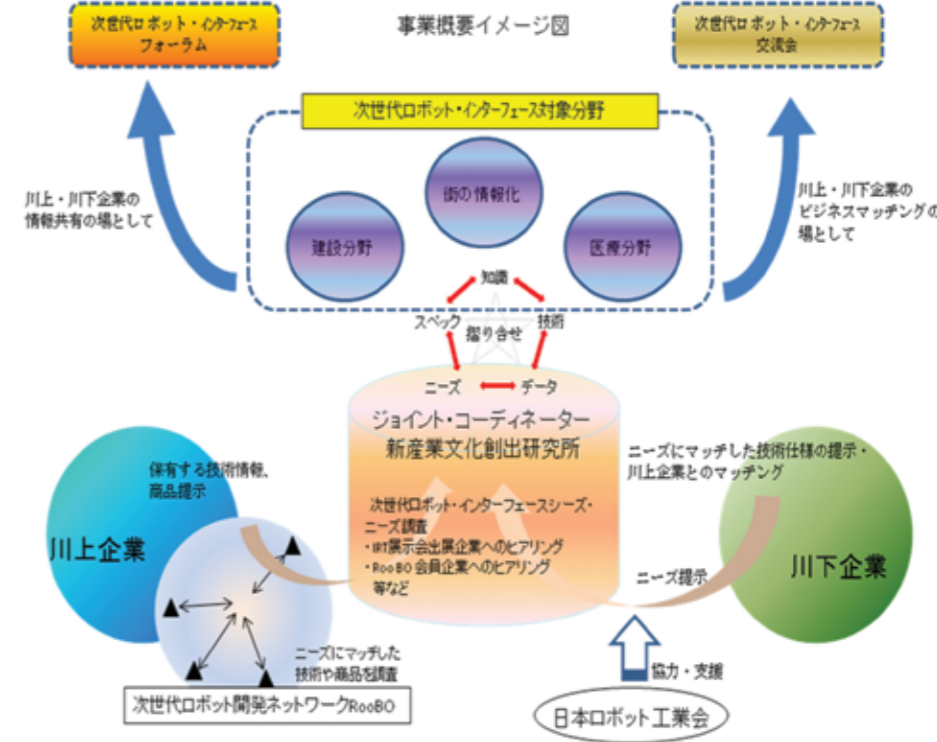 次世代ロボット・インタフェース
フォーラム
事業概要イメージ図
次世代ロボット・インタフェース
交流会
次世代ロボット・インターフェース対象分野
街の情報化
建設分野
医療分野
川上・川下企業の
情報共有の場として
川上・川下企業の
ビジネスマッチングの
場として
知識
スペック
摺り合せ
技術
ニーズ
データ
ジョイント・コーディネーター
新産業文化創出研究所
保有する技術情報、
商品提示
川上企業
次世代ロボット・インターフェースシーズ・
ニーズ調査
・IRT展示会出展企業へのヒアリング
・RooBO会員企業へのヒアリング
等など
ニーズにマッチした技術仕様の提示・
川上企業とのマッチング
川下企業
ニーズ提示
ニーズにマッチした
技術や商品を調査
次世代ロボット開発ネットワークRooBO
協力・支援
日本ロボット工業会